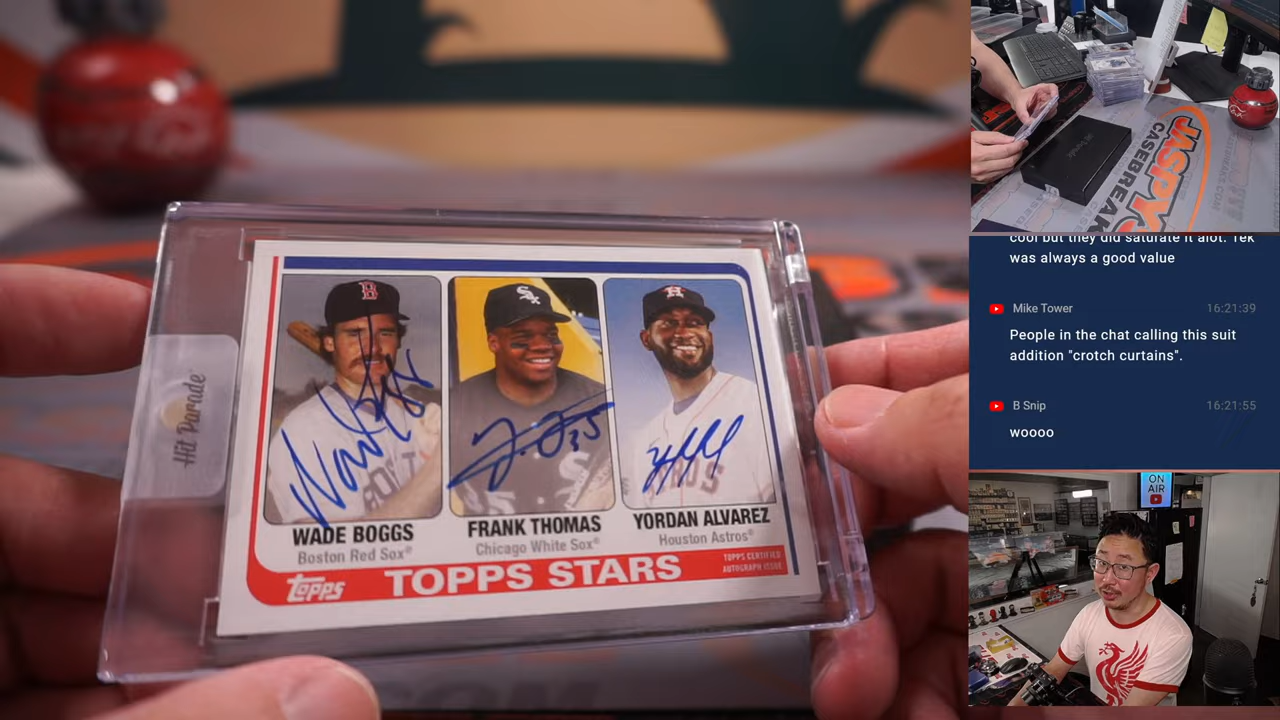 Hit Parade
B
SOX
H
35
WADE BOGGS
Boston Red Sox®
FRANK THOMAS
Chicago White Sox®
YORDAN ALVAREZ
Houston Astros®
topps
TOPPS STARS
TOPPS CERTIFIED
AUTOGRAPH ISSUE
JASPY
CASEBREAK
cool but they did saturate it alot. Tek
was always a good value
Mike Tower 16:21:39
People in the chat calling this suit
addition "crotch curtains".
B Snip 16:21:55
woooo
ON
AIR